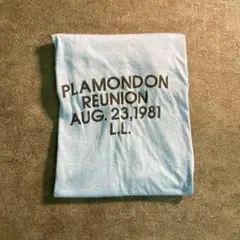 PLAMONDON
REUNION
AUG. 23,1981
L.L.